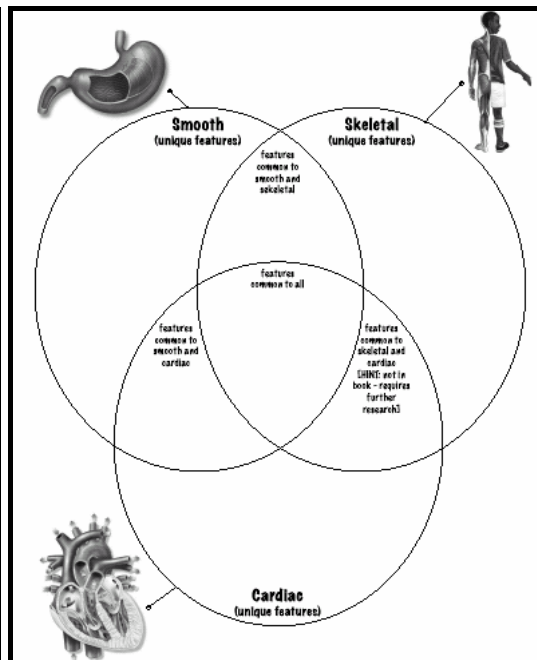 Smooth
(unique features)
Skeletal
(unique features)
features
common to
smooth and
sekeletal
features
common to all
features
common to
smooth and
cardiac
features
common to
skeletal and
cardiac
[HINT: not in
book - requires
further
research]
Cardiac
(unique features)